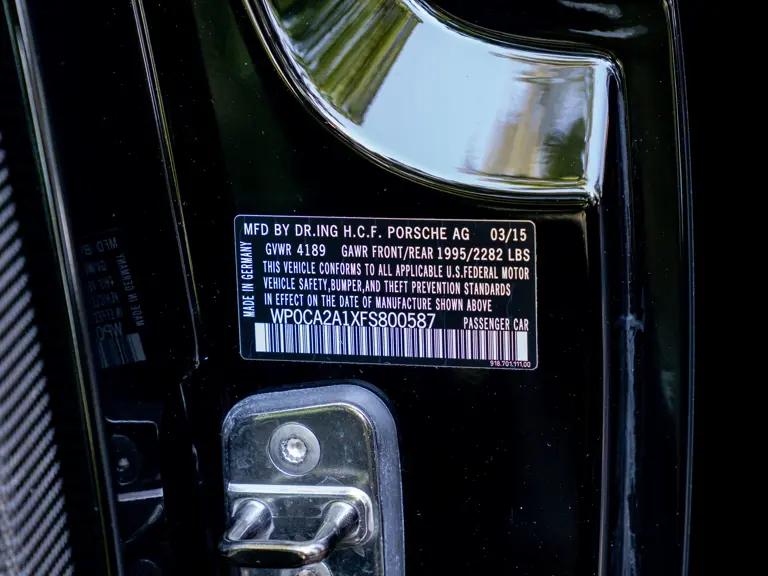 MFD BY DR.ING H.C.F. PORSCHE AG 03/15
GVWR 4189 GAWR FRONT/REAR 1995/2282 LBS
THIS VEHICLE CONFORMS TO ALL APPLICABLE U.S.FEDERAL MOTOR
VEHICLE SAFETY,BUMPER,AND THEFT PREVENTION STANDARDS
IN EFFECT ON THE DATE OF MANUFACTURE SHOWN ABOVE
WP0CA2A1XFS800587 PASSENGER CAR
918.701.111.00
MADE IN GERMANY